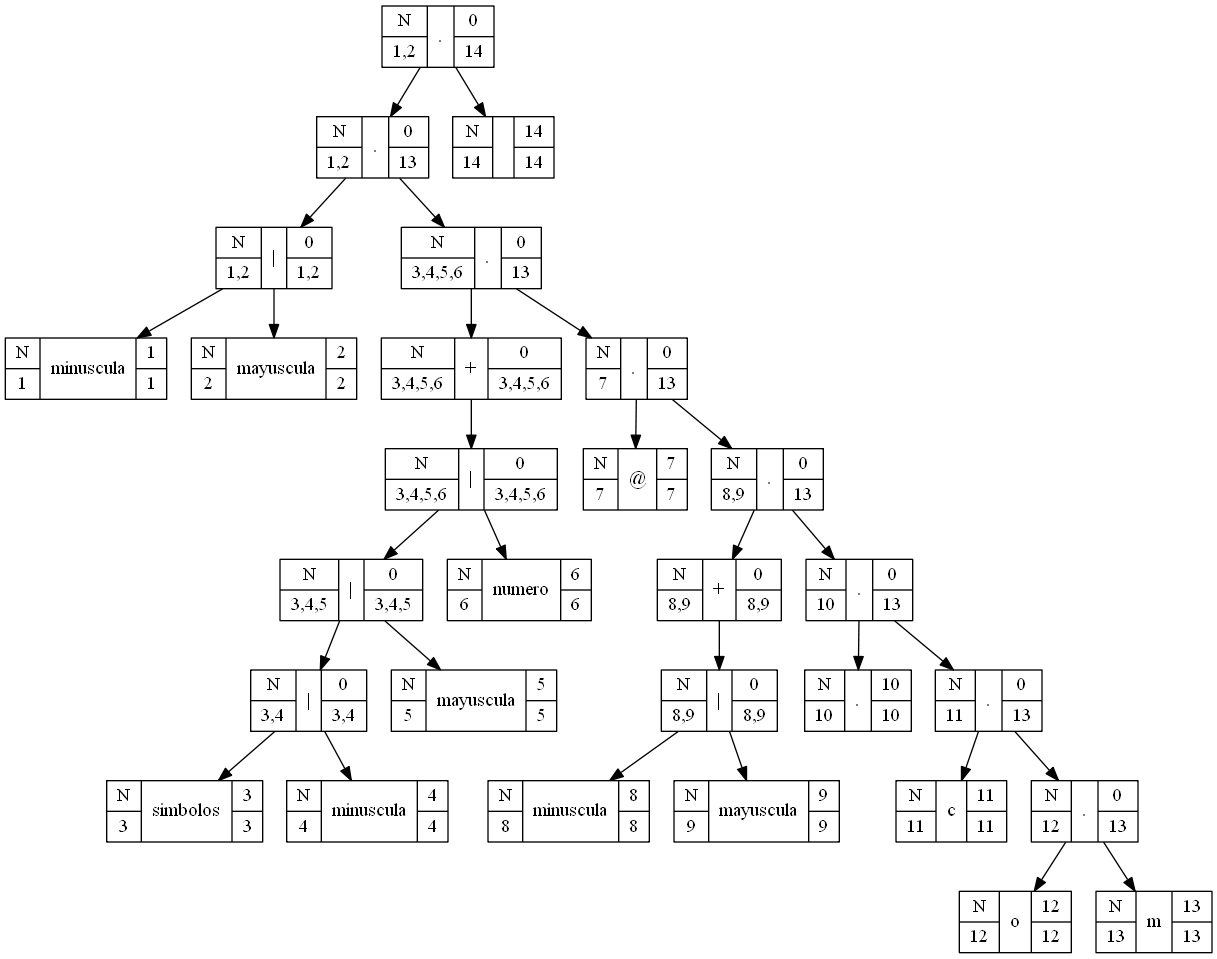 N . 0
1,2 14
N . 0 N 14
1,2 13 14 14
N | 0 N . 0
1,2 1,2 3,4,5,6 13
N minuscula 1 N mayuscula 2 N + 0 N . 0
1 1 2 2 3,4,5,6 3,4,5,6 7 13
N | 0 N @ 7 N . 0
3,4,5,6 3,4,5,6 7 7 8,9 13
N | 0 N numero 6 N + 0 N . 0
3,4,5 3,4,5 6 6 8,9 8,9 10 13
N | 0 N mayuscula 5 N | 0 N . 10 N . 0
3,4 3,4 5 5 8,9 8,9 10 10 11 13
N simbolos 3 N minuscula 4 N minuscula 8 N mayuscula 9 N c 11 N . 0
3 3 4 4 8 8 9 9 11 11 12 13
N o 12 N m 13
12 12 13 13